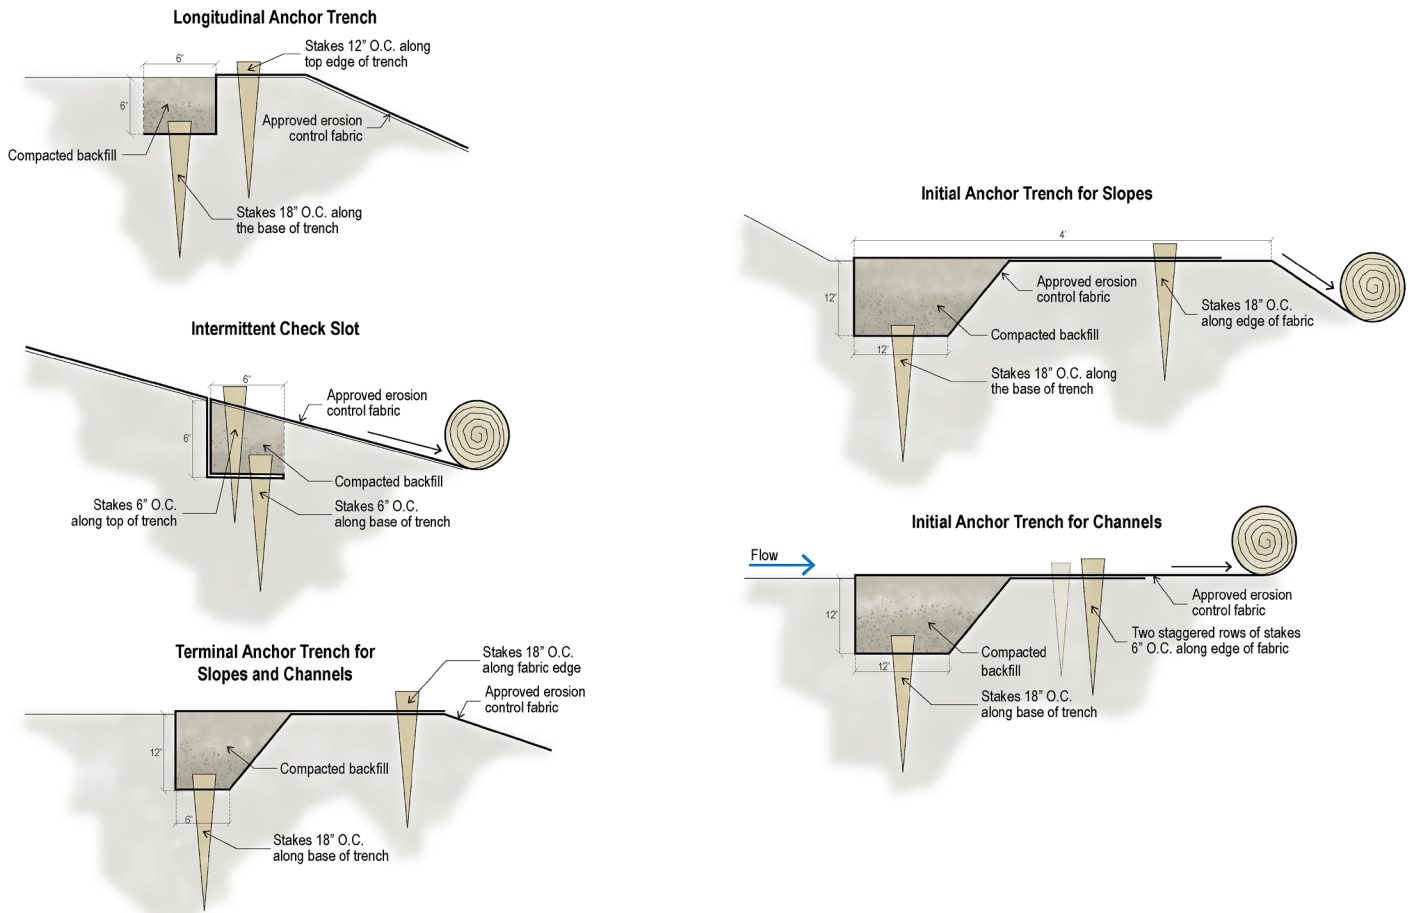 Longitudinal Anchor Trench
6"
Stakes 12" O.C. along
top edge of trench
6"
Approved erosion
control fabric
Compacted backfill
Stakes 18" O.C. along
the base of trench
Intermittent Check Slot
6"
Approved erosion
control fabric
6"
Compacted backfill
Stakes 6" O.C.
along top of trench
Stakes 6" O.C.
along base of trench
Terminal Anchor Trench for
Slopes and Channels
Stakes 18" O.C.
along fabric edge
Approved erosion
control fabric
12"
Compacted backfill
6"
Stakes 18" O.C.
along base of trench
Initial Anchor Trench for Slopes
4'
12"
Approved erosion
control fabric
Stakes 18" O.C.
along edge of fabric
Compacted backfill
12"
Stakes 18" O.C. along
the base of trench
Initial Anchor Trench for Channels
Flow
Approved erosion
control fabric
12"
Two staggered rows of stakes
6" O.C. along edge of fabric
Compacted
backfill
12"
Stakes 18" O.C.
along base of trench